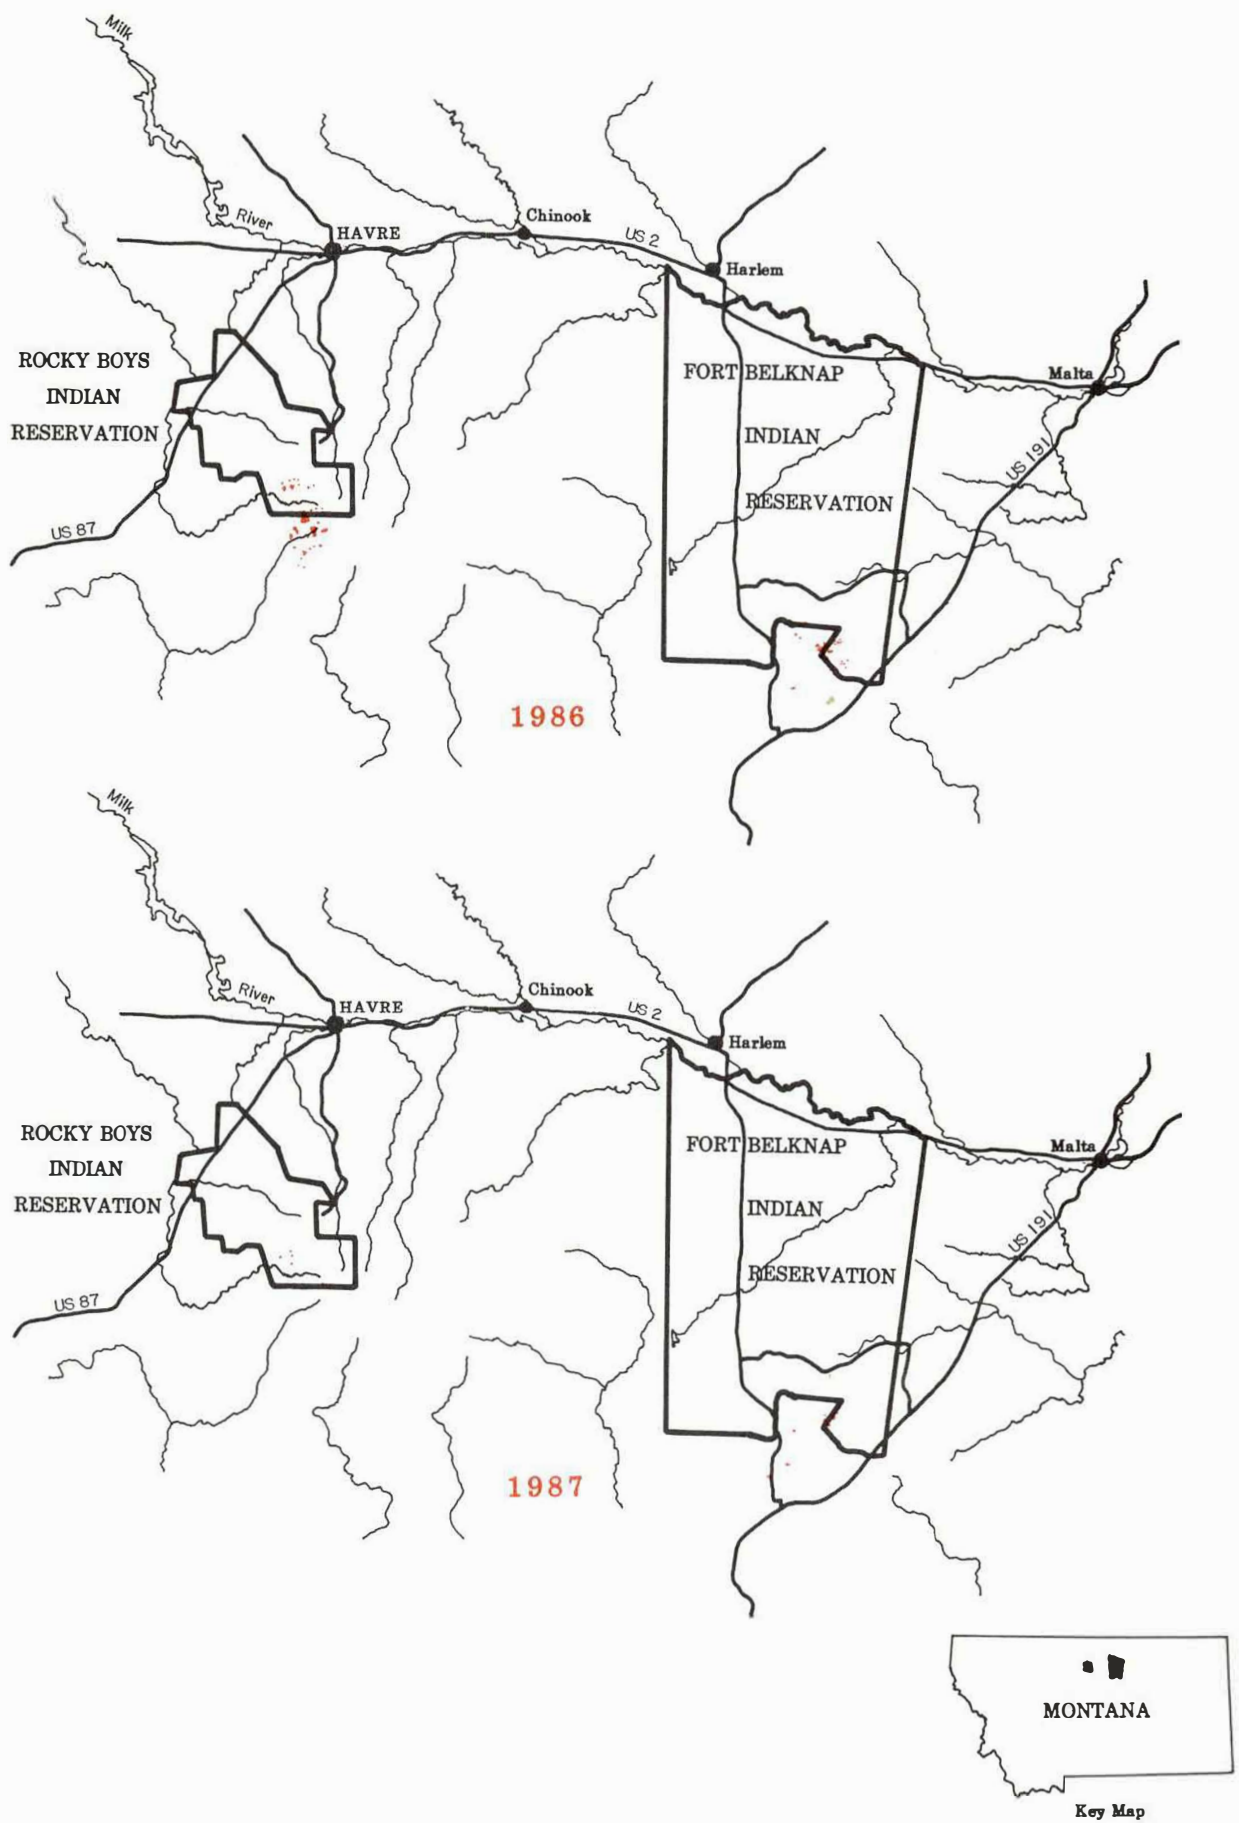 Milk
River
HAVRE
Chinook
US 2
Harlem
ROCKY BOYS
INDIAN
RESERVATION
FORT BELKNAP
INDIAN
RESERVATION
Malta
US 191
US 87
1986
Milk
River
HAVRE
Chinook
US 2
Harlem
ROCKY BOYS
INDIAN
RESERVATION
FORT BELKNAP
INDIAN
RESERVATION
Malta
US 191
US 87
1987
MONTANA
Key Map